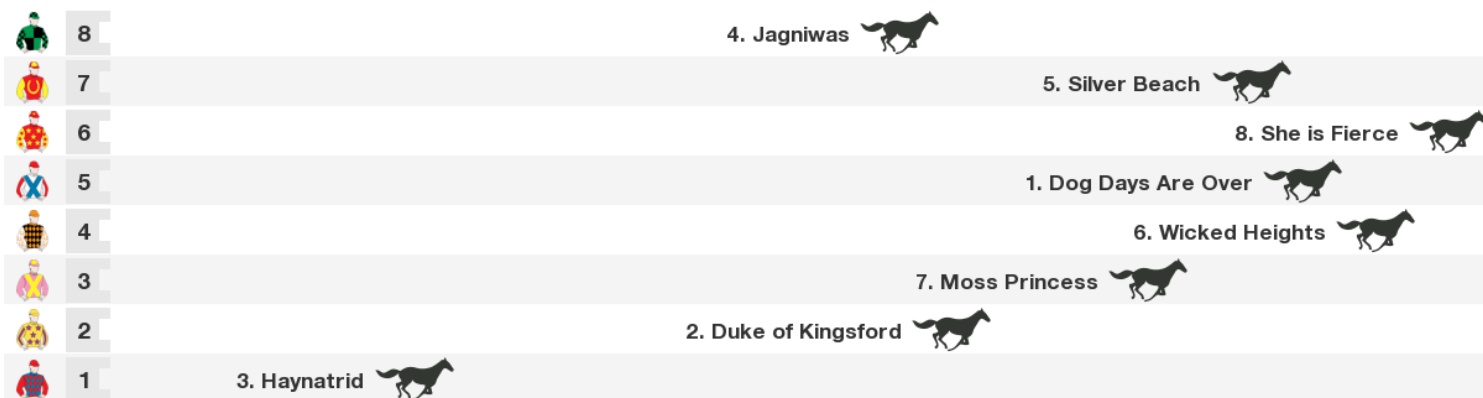 8 4. Jagniwas
7 5. Silver Beach
6 8. She is Fierce
5 1. Dog Days Are Over
4 6. Wicked Heights
3 7. Moss Princess
2 2. Duke of Kingsford
1 3. Haynatrid